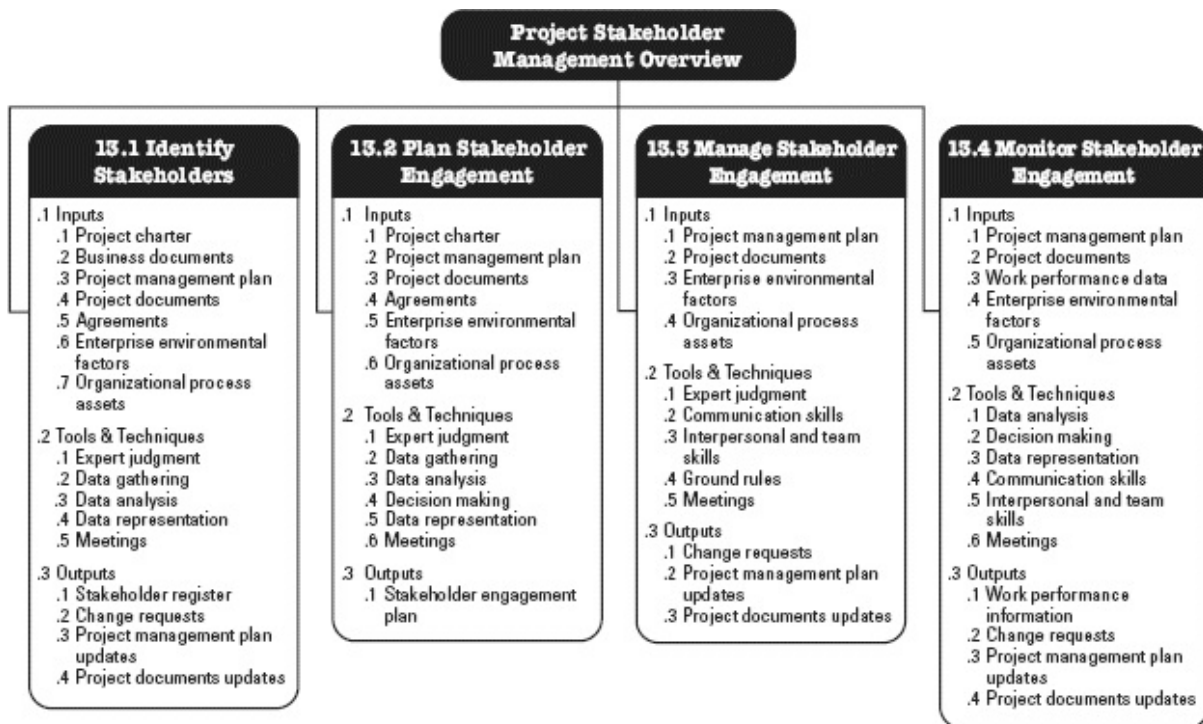 Project Stakeholder
Management Overview
13.1 Identify
Stakeholders
.1 Inputs
.1 Project charter
.2 Business documents
.3 Project management plan
.4 Project documents
.5 Agreements
.6 Enterprise environmental
factors
.7 Organizational process
assets
.2 Tools & Techniques
.1 Expert judgment
.2 Data gathering
.3 Data analysis
.4 Data representation
.5 Meetings
.3 Outputs
.1 Stakeholder register
.2 Change requests
.3 Project management plan
updates
.4 Project documents updates
13.2 Plan Stakeholder
Engagement
.1 Inputs
.1 Project charter
.2 Project management plan
.3 Project documents
.4 Agreements
.5 Enterprise environmental
factors
.6 Organizational process
assets
.2 Tools & Techniques
.1 Expert judgment
.2 Data gathering
.3 Data analysis
.4 Decision making
.5 Data representation
.6 Meetings
.3 Outputs
.1 Stakeholder engagement
plan
13.3 Manage Stakeholder
Engagement
.1 Inputs
.1 Project management plan
.2 Project documents
.3 Enterprise environmental
factors
.4 Organizational process
assets
.2 Tools & Techniques
.1 Expert judgment
.2 Communication skills
.3 Interpersonal and team
skills
.4 Ground rules
.5 Meetings
.3 Outputs
.1 Change requests
.2 Project management plan
updates
.3 Project documents updates
13.4 Monitor Stakeholder
Engagement
.1 Inputs
.1 Project management plan
.2 Project documents
.3 Work performance data
.4 Enterprise environmental
factors
.5 Organizational process
assets
.2 Tools & Techniques
.1 Data analysis
.2 Decision making
.3 Data representation
.4 Communication skills
.5 Interpersonal and team
skills
.6 Meetings
.3 Outputs
.1 Work performance
information
.2 Change requests
.3 Project management plan
updates
.4 Project documents updates